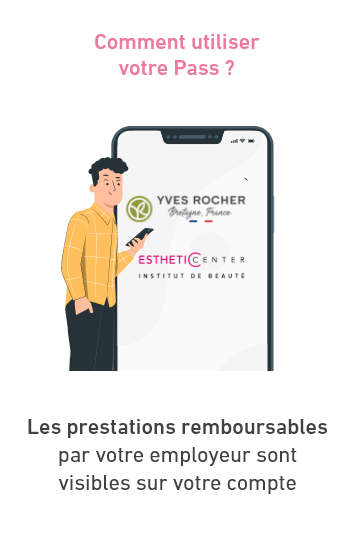 Comment utiliser
votre Pass ?
YVES ROCHER
Bretagne, France
ESTHETIC CENTER
INSTITUT DE BEAUTÉ
Les prestations remboursables
par votre employeur sont
visibles sur votre compte